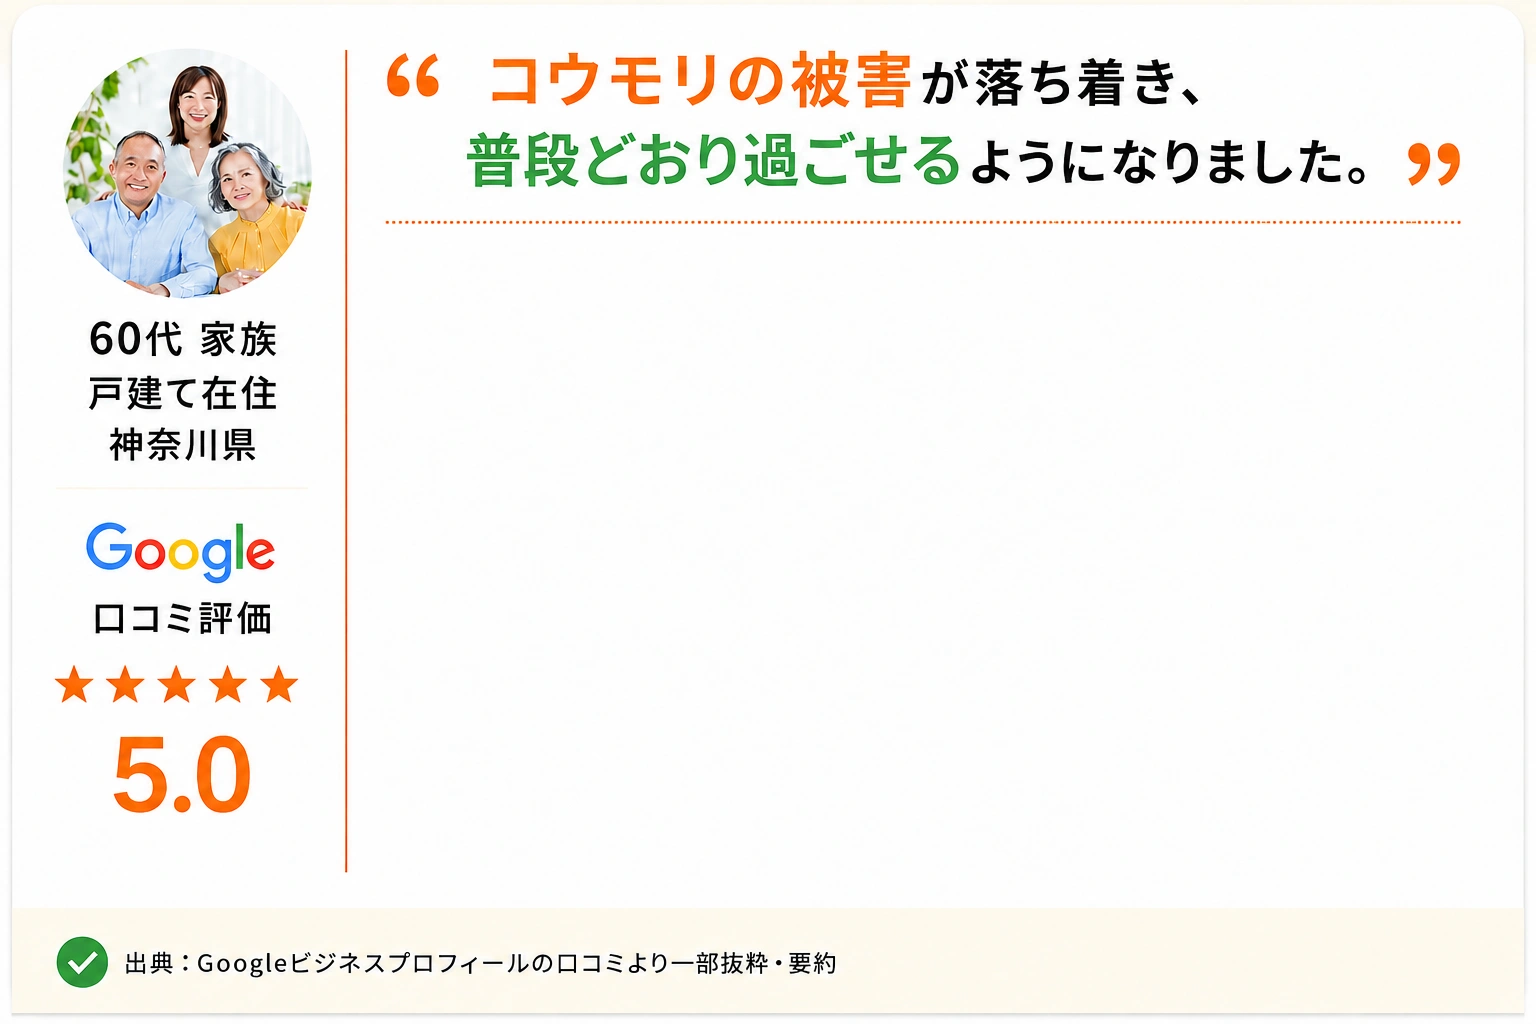 “ コウモリの被害が落ち着き、
普段どおり過ごせるようになりました。 ”
60代 家族
戸建て在住
神奈川県
Google
口コミ評価
★★★★★
5.0
出典：Googleビジネスプロフィールの口コミより一部抜粋・要約